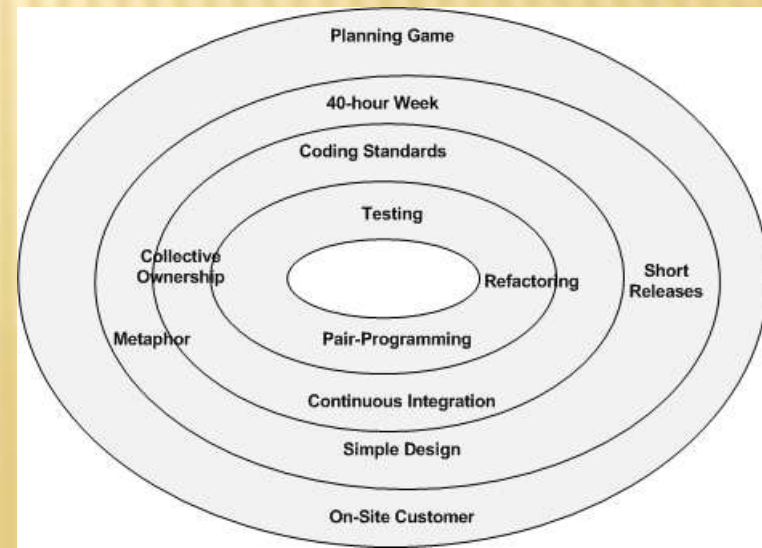 Planning Game
40-hour Week
Coding Standards
Testing
Collective
Ownership
Refactoring
Short
Releases
Metaphor
Pair-Programming
Continuous Integration
Simple Design
On-Site Customer